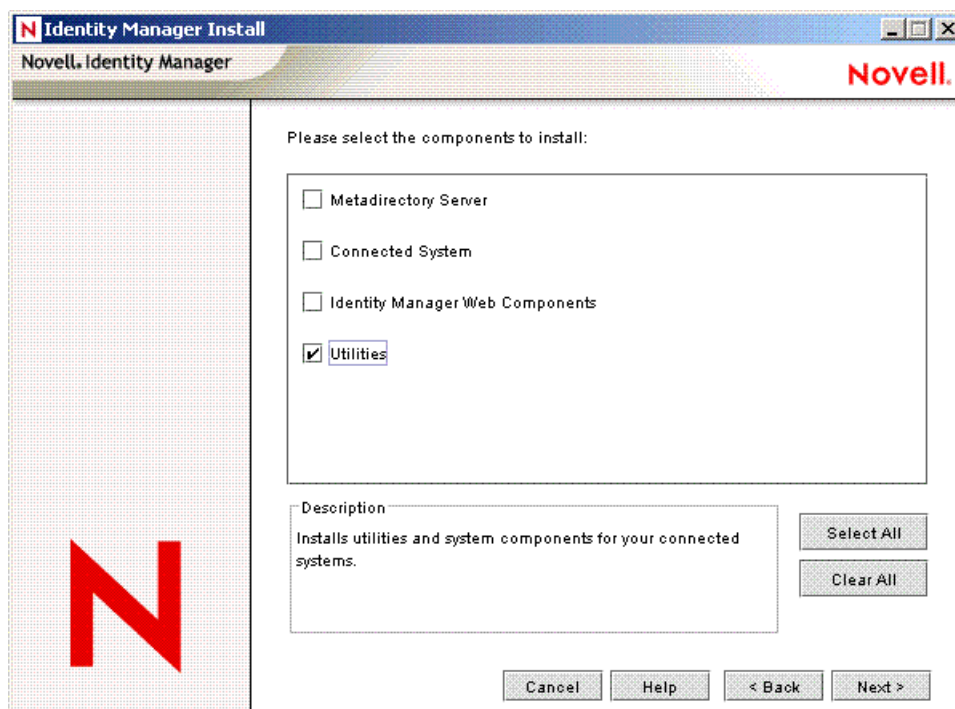 Identity Manager Install
Novell. Identity Manager
Novell.
Please select the components to install:
Metadirectory Server
Connected System
Identity Manager Web Components
Utilities
Description
Installs utilities and system components for your connected
systems.
Select All
Clear All
Cancel
Help
< Back
Next >